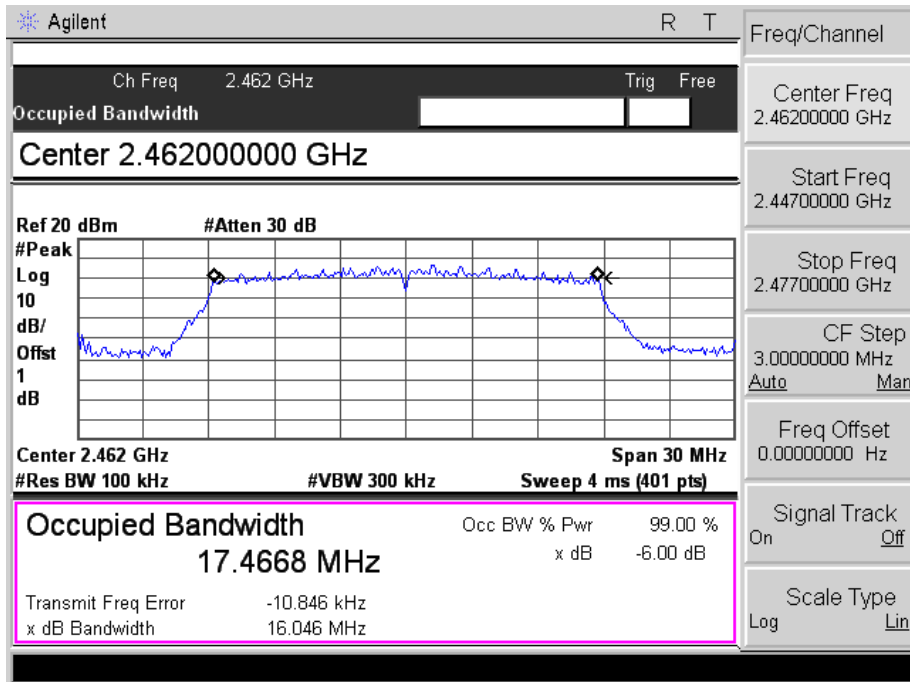 Agilent R T
Ch Freq 2.462 GHz Trig Free
Occupied Bandwidth
Center 2.462000000 GHz
Ref 20 dBm #Atten 30 dB
#Peak
Log
10
dB/
Offst
1
dB
Center 2.462 GHz Span 30 MHz
#Res BW 100 kHz #VBW 300 kHz Sweep 4 ms (401 pts)
Occupied Bandwidth
17.4668 MHz
Occ BW % Pwr 99.00 %
x dB -6.00 dB
Transmit Freq Error -10.846 kHz
x dB Bandwidth 16.046 MHz
Freq/Channel
Center Freq
2.46200000 GHz
Start Freq
2.44700000 GHz
Stop Freq
2.47700000 GHz
CF Step
3.00000000 MHz
Auto Man
Freq Offset
0.00000000 Hz
Signal Track
On Off
Scale Type
Log Lin